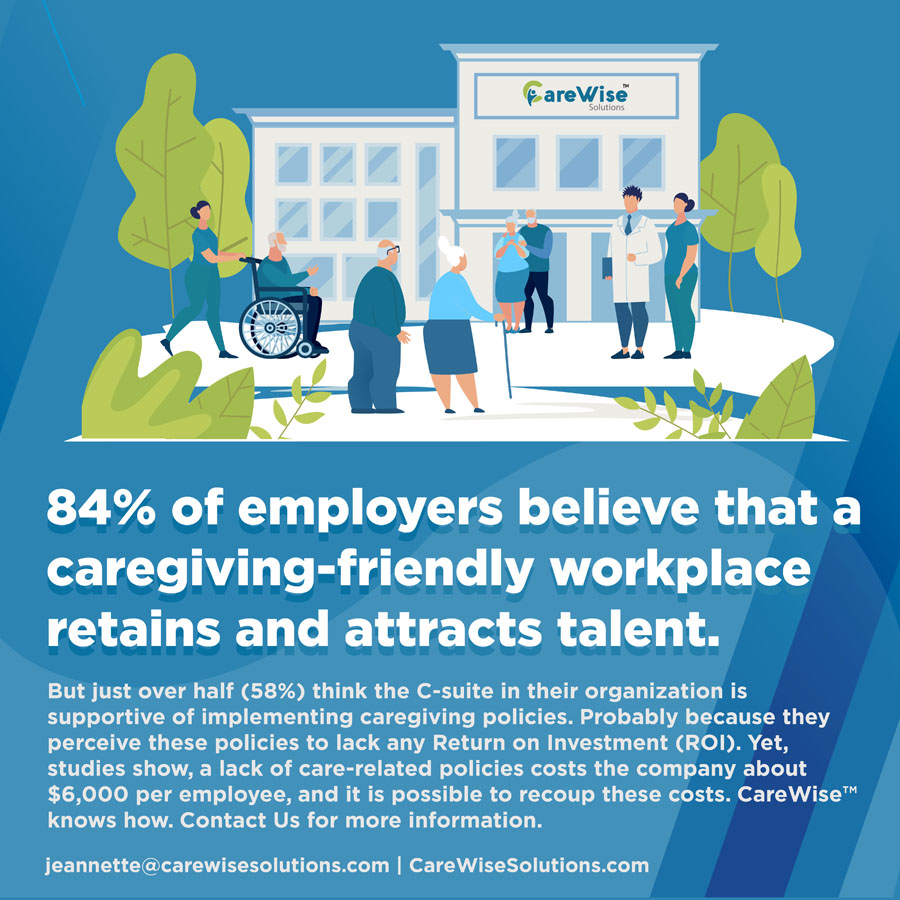 CareWise™
Solutions
84% of employers believe that a
caregiving-friendly workplace
retains and attracts talent.
But just over half (58%) think the C-suite in their organization is
supportive of implementing caregiving policies. Probably because they
perceive these policies to lack any Return on Investment (ROI). Yet,
studies show, a lack of care-related policies costs the company about
$6,000 per employee, and it is possible to recoup these costs. CareWise™
knows how. Contact Us for more information.
jeannette@carewisesolutions.com | CareWiseSolutions.com